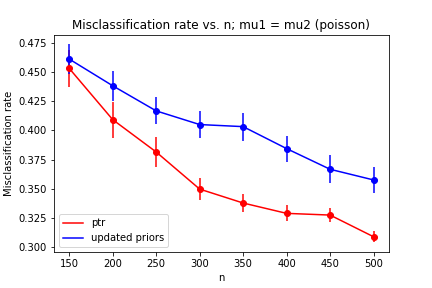 Misclassification rate vs. n; mu1 = mu2 (poisson)
Misclassification rate
0.475
0.450
0.425
0.400
0.375
0.350
0.325
0.300
ptr
updated priors
150 200 250 300 350 400 450 500
n